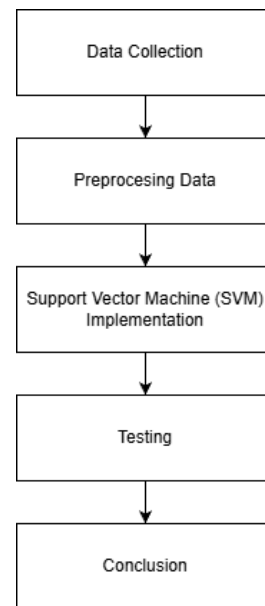 Data Collection
Preprocesing Data
Support Vector Machine (SVM)
Implementation
Testing
Conclusion